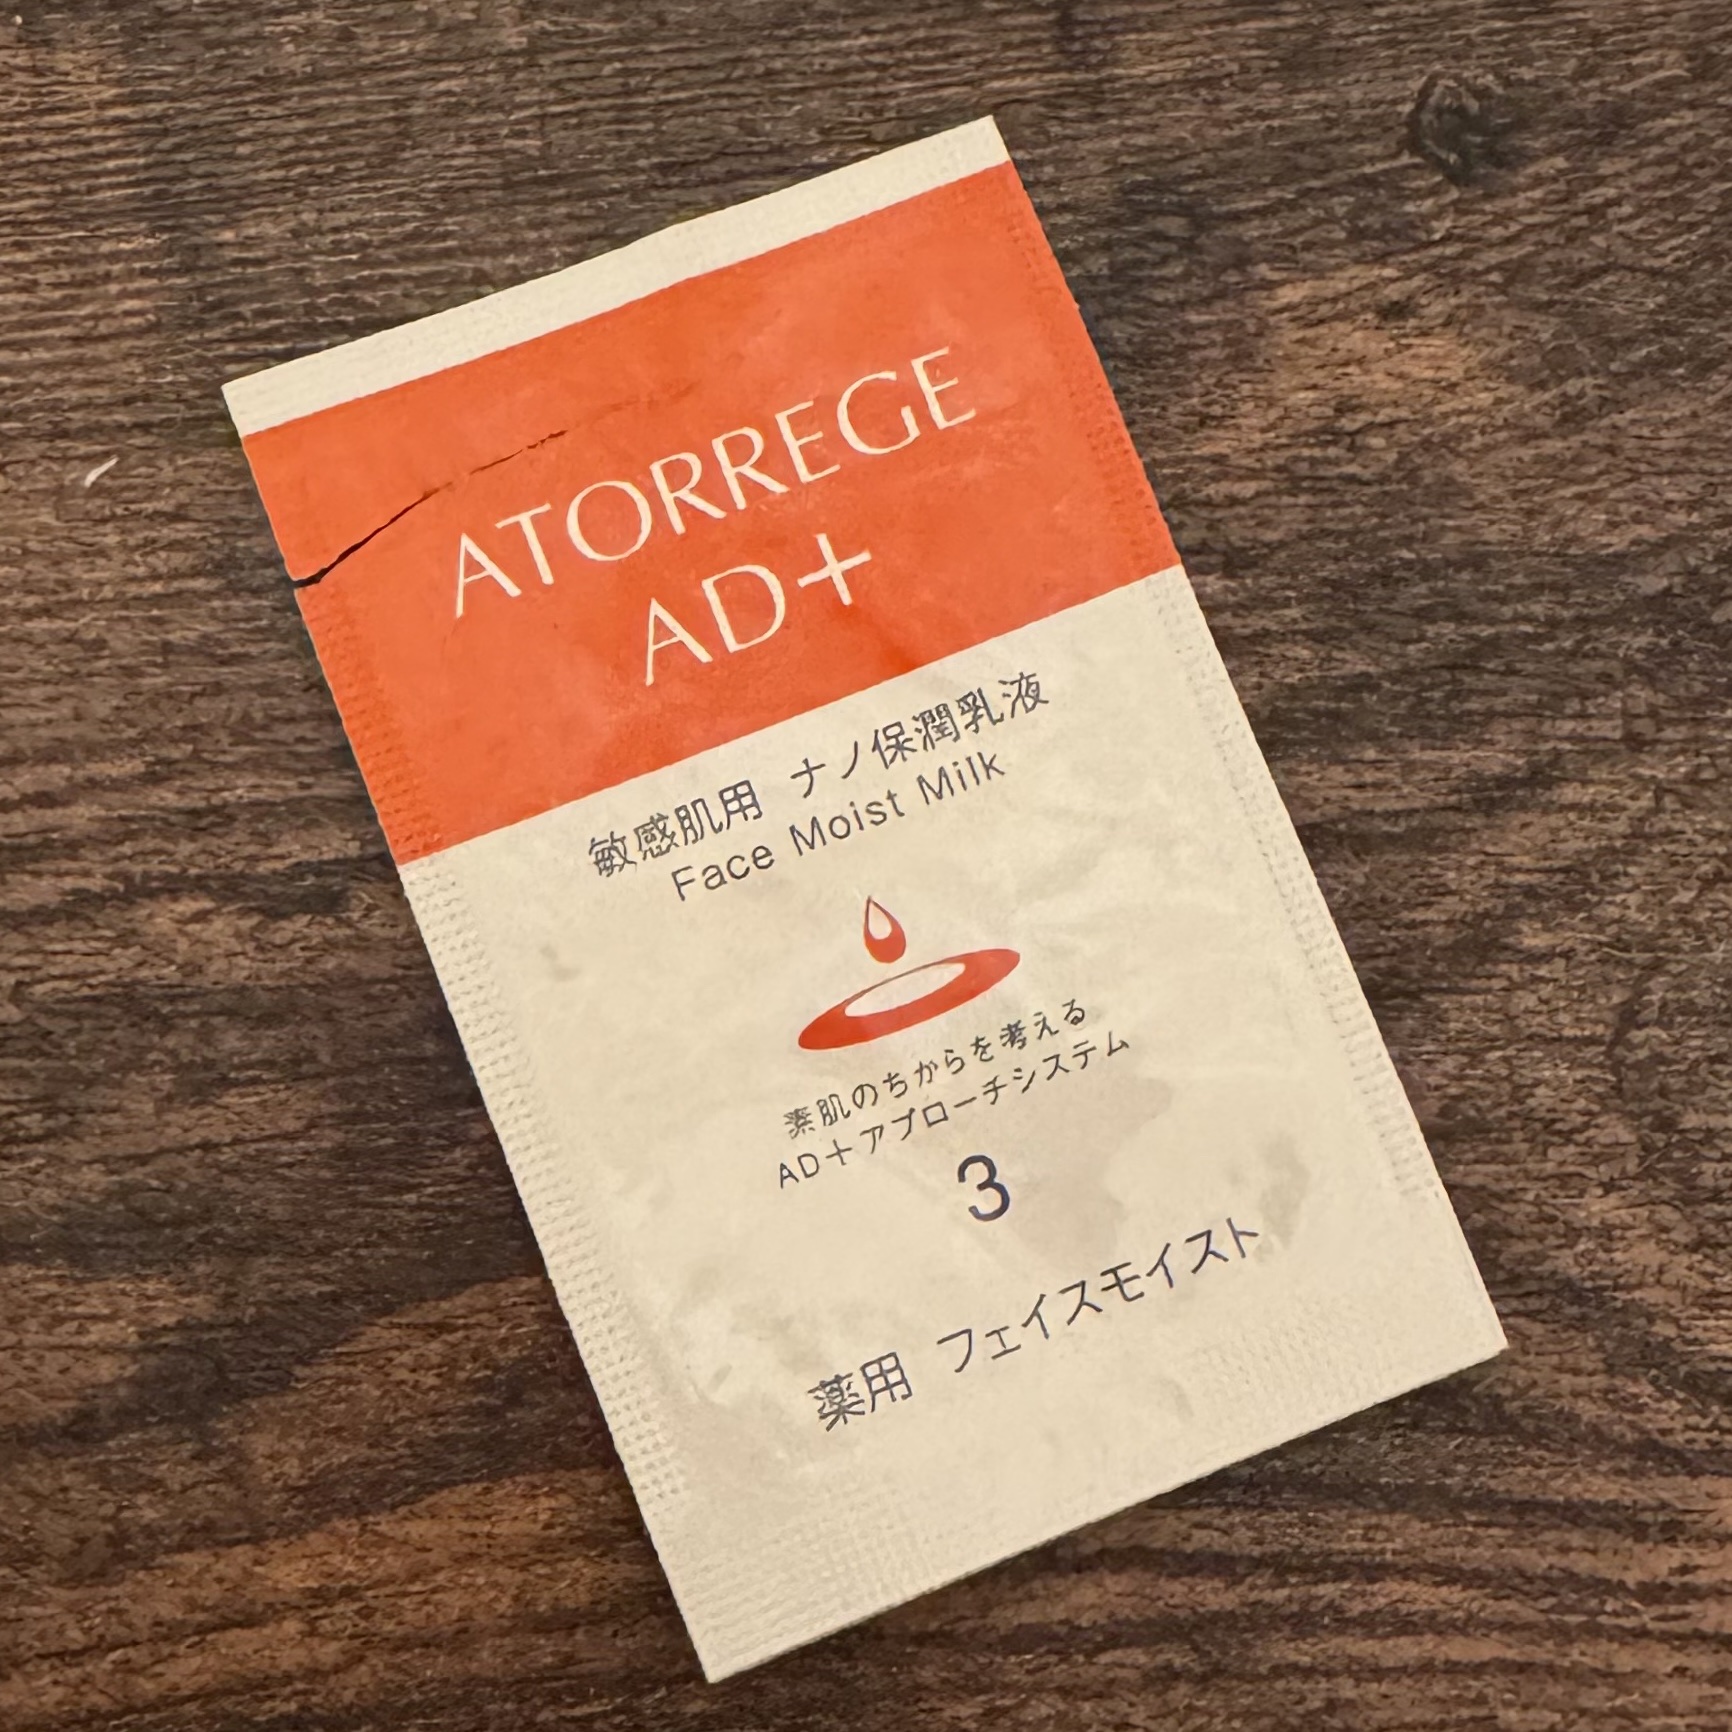 ATORREGE
AD+
敏感肌用 ナノ保潤乳液
Face Moist Milk
素肌のちからを考える
AD+アプローチシステム
3
薬用 フェイスモイスト